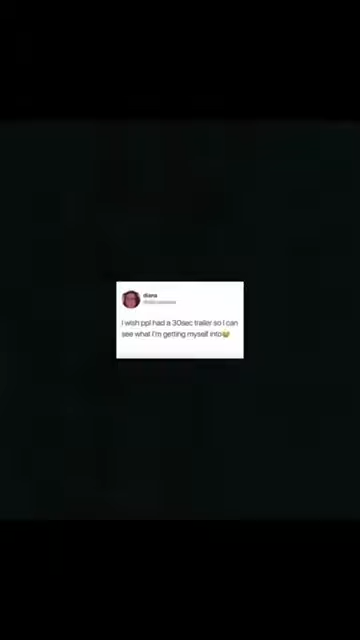 diana
I wish ppl had a 30sec trailer so I can
see what I'm getting myself into😂